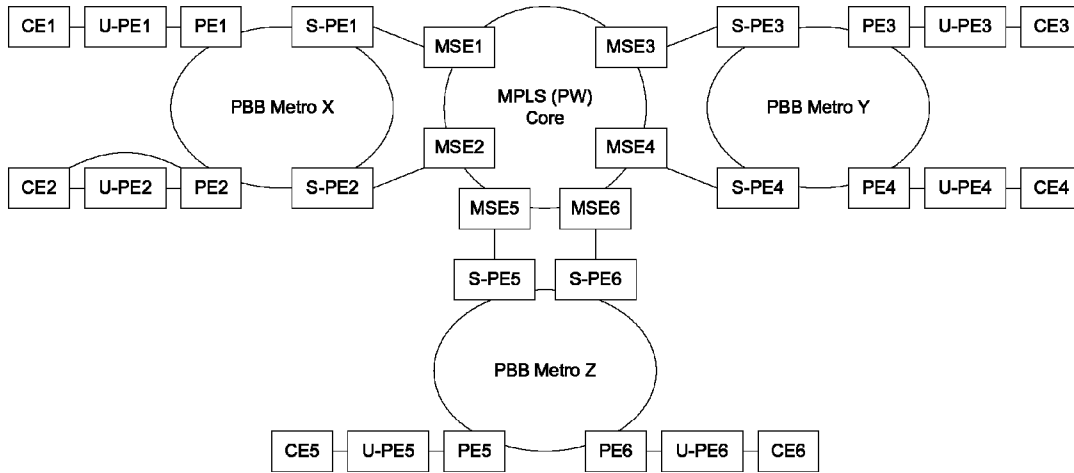 CE1
U-PE1
PE1
S-PE1
MSE1
MSE3
S-PE3
PE3
U-PE3
CE3
PBB Metro X
MPLS (PW)
Core
PBB Metro Y
MSE2
MSE4
CE2
U-PE2
PE2
S-PE2
S-PE4
PE4
U-PE4
CE4
MSE5
MSE6
S-PE5
S-PE6
PBB Metro Z
CE5
U-PE5
PE5
PE6
U-PE6
CE6